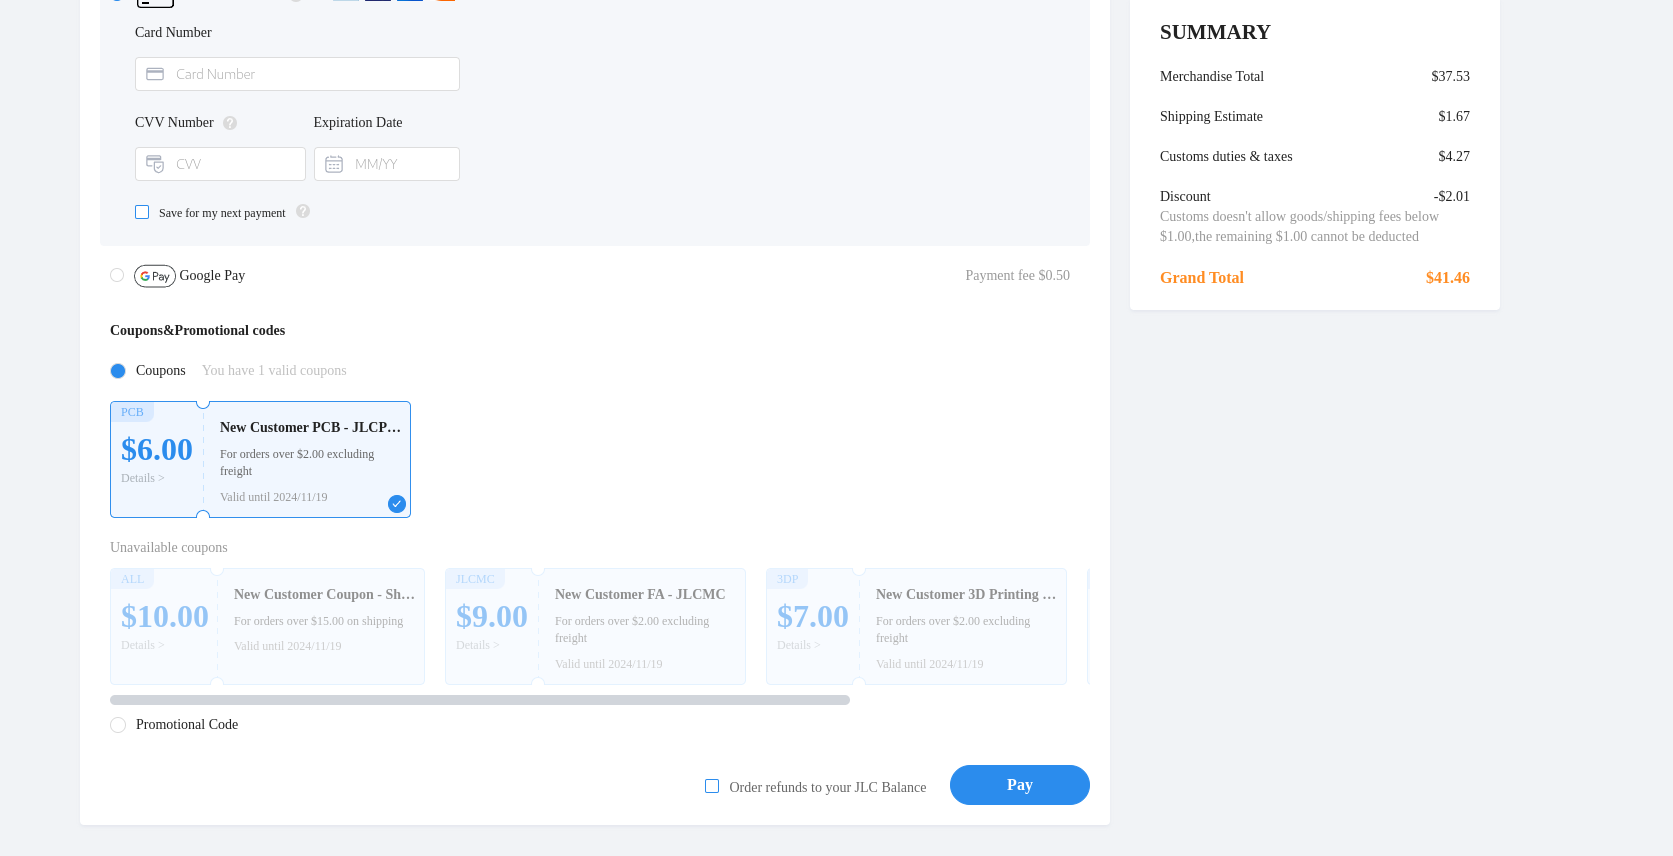 Card Number
Card Number
CVV Number
Expiration Date
CVV
MM/YY
Save for my next payment
G Pay Google Pay
Payment fee $0.50
Coupons&Promotional codes
Coupons
You have 1 valid coupons
PCB
$6.00
Details >
New Customer PCB - JLCP…
For orders over $2.00 excluding
freight
Valid until 2024/11/19
Unavailable coupons
ALL
$10.00
Details >
New Customer Coupon - Sh…
For orders over $15.00 on shipping
Valid until 2024/11/19
JLCMC
$9.00
Details >
New Customer FA - JLCMC
For orders over $2.00 excluding
freight
Valid until 2024/11/19
3DP
$7.00
Details >
New Customer 3D Printing …
For orders over $2.00 excluding
freight
Valid until 2024/11/19
Promotional Code
Order refunds to your JLC Balance
Pay
SUMMARY
Merchandise Total $37.53
Shipping Estimate $1.67
Customs duties & taxes $4.27
Discount -$2.01
Customs doesn't allow goods/shipping fees below
$1.00,the remaining $1.00 cannot be deducted
Grand Total $41.46